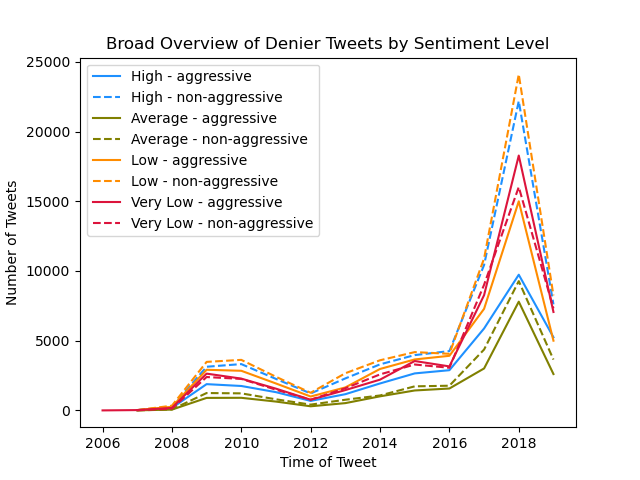 Broad Overview of Denier Tweets by Sentiment Level
25000
20000
15000
10000
5000
0
Number of Tweets
High - aggressive
High - non-aggressive
Average - aggressive
Average - non-aggressive
Low - aggressive
Low - non-aggressive
Very Low - aggressive
Very Low - non-aggressive
2006 2008 2010 2012 2014 2016 2018
Time of Tweet